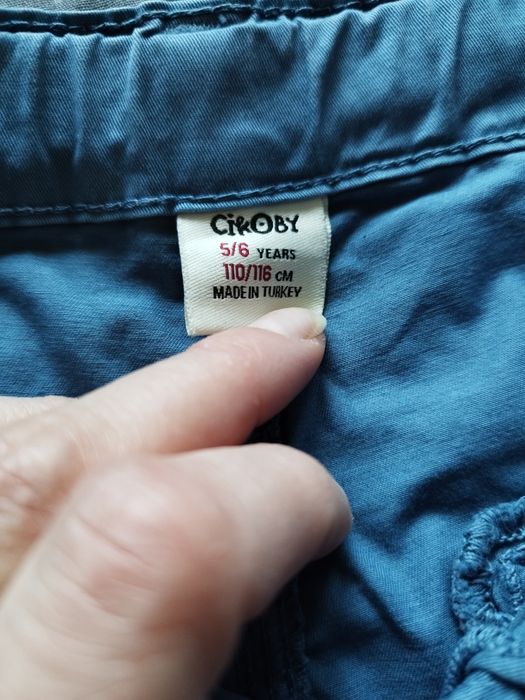 CikOBY
5/6 YEARS
110/116 CM
MADE IN TURKEY